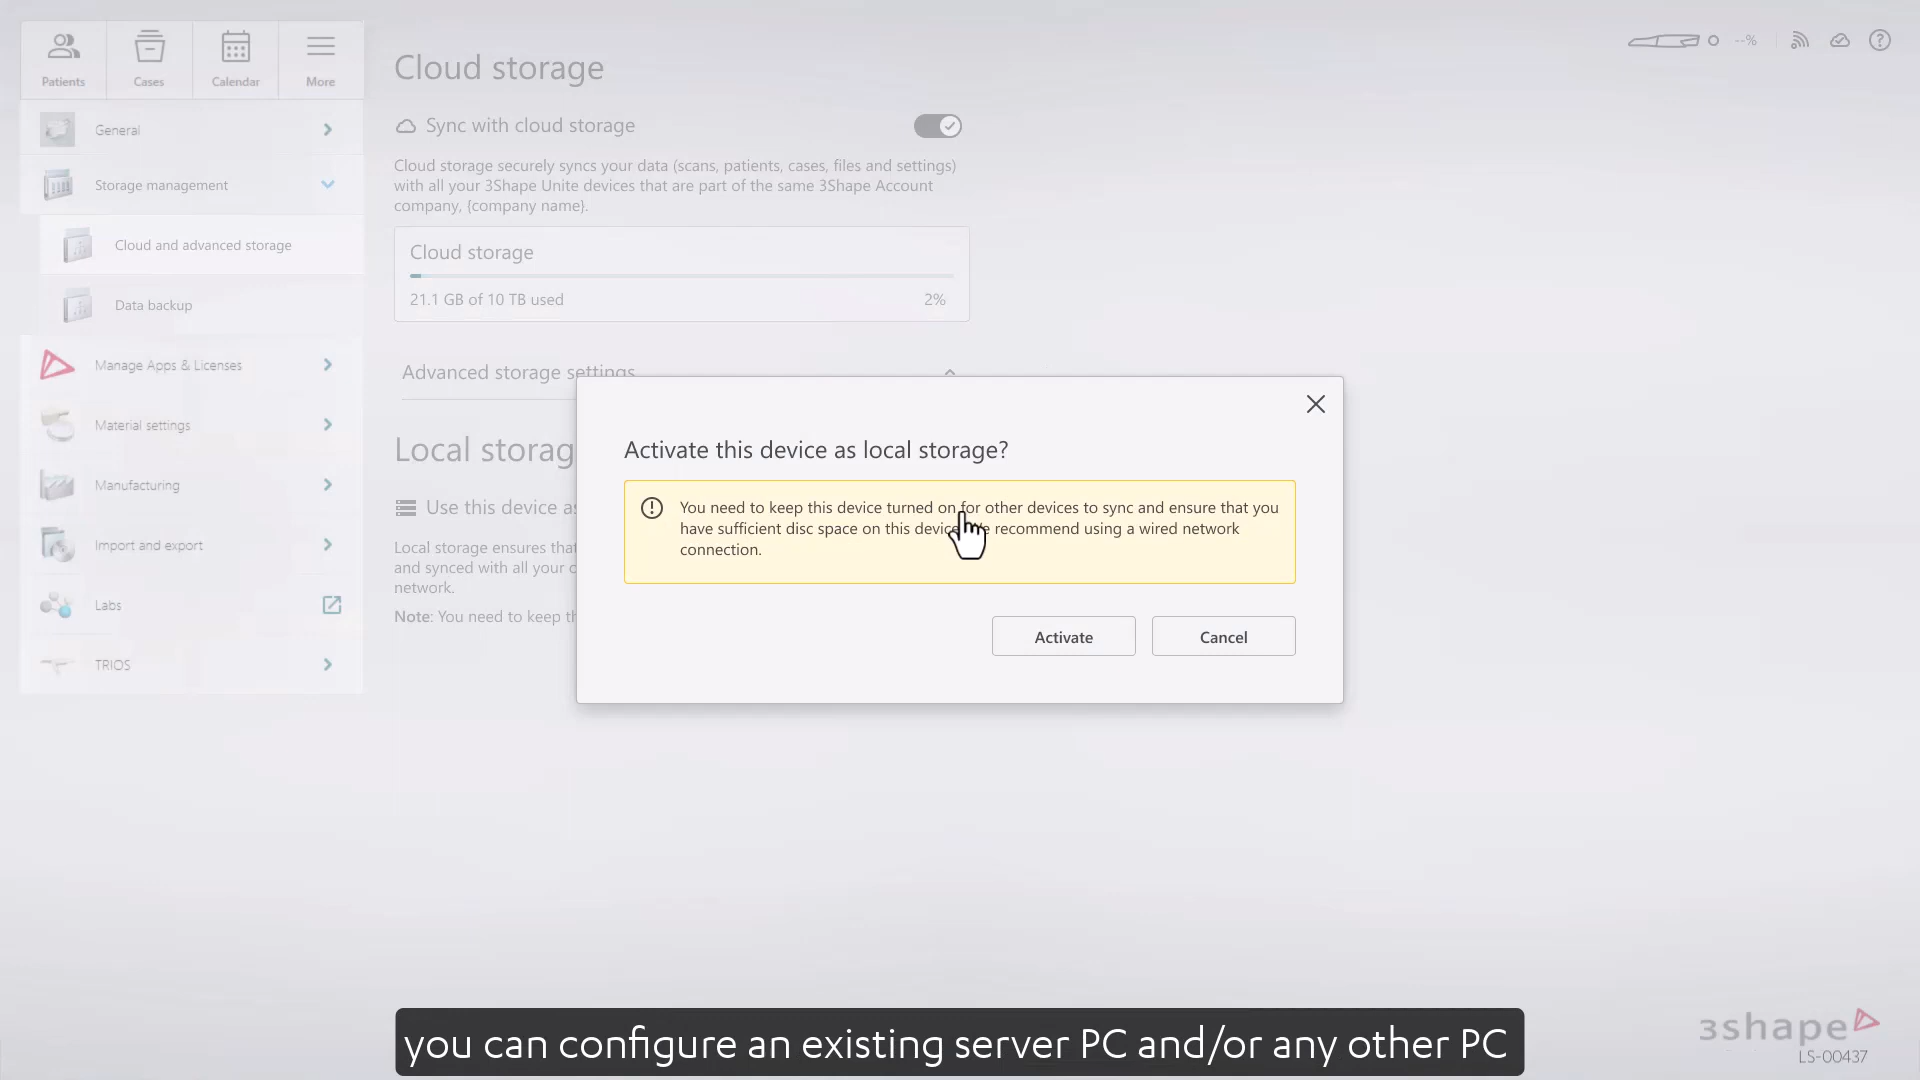 Patients
Cases
Calendar
More
General
Storage management
Cloud and advanced storage
Data backup
Manage Apps & Licenses
Material settings
Manufacturing
Import and export
Labs
TRIOS
Cloud storage
Sync with cloud storage
Cloud storage securely syncs your data (scans, patients, cases, files and settings)
with all your 3Shape Unite devices that are part of the same 3Shape Account
company, {company name}.
Cloud storage
21.1 GB of 10 TB used
2%
Advanced storage settings
Local storag
Use this device as
Local storage ensures that
and synced with all your
network.
Note: You need to keep
--%
Activate this device as local storage?
You need to keep this device turned on for other devices to sync and ensure that you
have sufficient disc space on this device. recommend using a wired network
connection.
Activate
Cancel
you can configure an existing server PC and/or any other PC
3shape
LS-00437